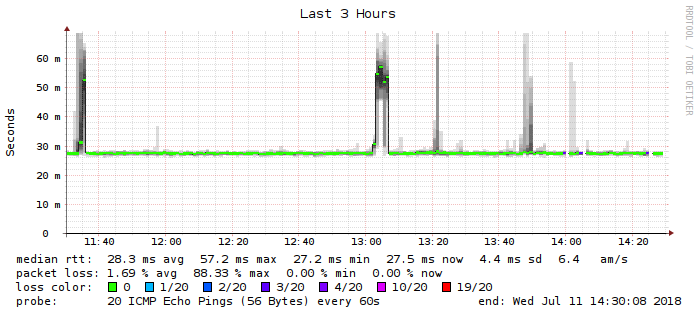 Last 3 Hours
RRDTOOL / TOBI OETIKER
Seconds
60 m
50 m
40 m
30 m
20 m
10 m
0
11:40 12:00 12:20 12:40 13:00 13:20 13:40 14:00 14:20
median rtt: 28.3 ms avg 57.2 ms max 27.2 ms min 27.5 ms now 4.4 ms sd 6.4 am/s
packet loss: 1.69 % avg 88.33 % max 0.00 % min 0.00 % now
loss color: 0 1/20 2/20 3/20 4/20 10/20 19/20
probe: 20 ICMP Echo Pings (56 Bytes) every 60s end: Wed Jul 11 14:30:08 2018